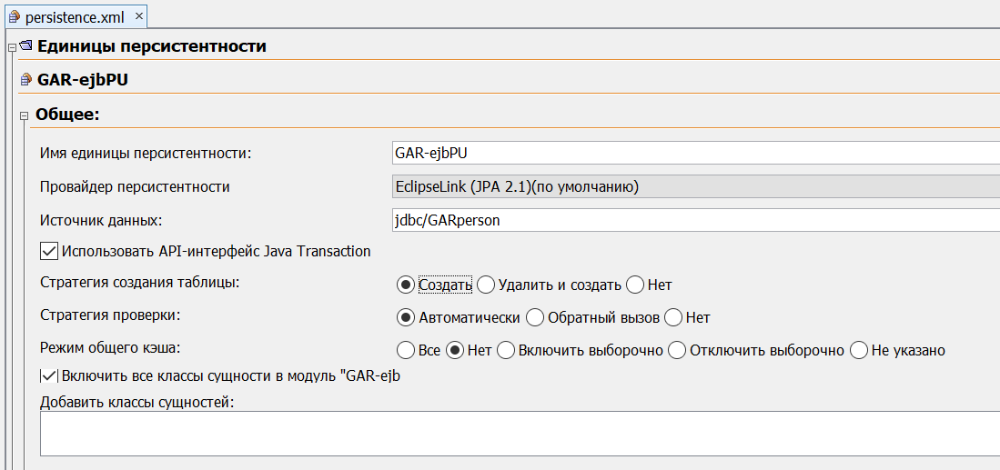 persistence.xml ×
Единицы персистентности
GAR-ejbPU
Общее:
Имя единицы персистентности: GAR-ejbPU
Провайдер персистентности EclipseLink (JPA 2.1)(по умолчанию)
Источник данных: jdbc/GARperson
Использовать API-интерфейс Java Transaction
Стратегия создания таблицы: Создать Удалить и создать Нет
Стратегия проверки: Автоматически Обратный вызов Нет
Режим общего кэша: Все Нет Включить выборочно Отключить выборочно Не указано
Включить все классы сущности в модуль "GAR-ejb
Добавить классы сущностей: